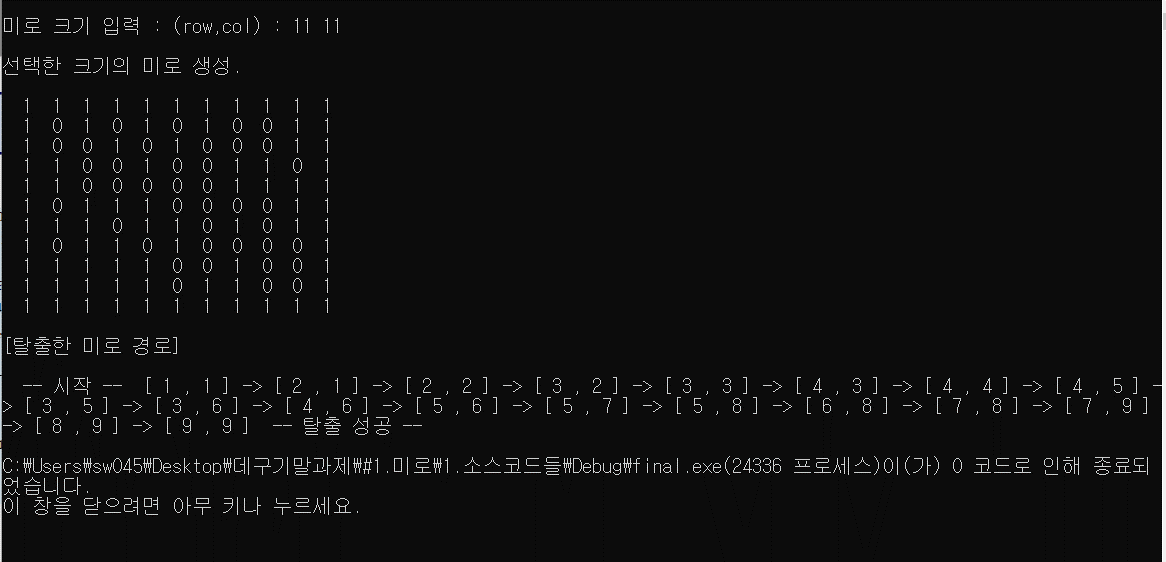 미로 크기 입력 : (row,col) : 11 11
선택한 크기의 미로 생성.
1 1 1 1 1 1 1 1 1 1 1
1 0 1 0 1 0 1 0 0 1 1
1 0 0 1 0 1 0 0 0 1 1
1 1 0 0 1 0 0 1 1 0 1
1 1 0 0 0 0 0 1 1 1 1
1 0 1 1 1 0 0 0 0 1 1
1 1 1 0 1 1 0 1 0 1 1
1 0 1 1 0 1 0 0 0 0 1
1 1 1 1 1 0 0 1 0 0 1
1 1 1 1 1 0 1 1 0 0 1
1 1 1 1 1 1 1 1 1 1 1
[탈출한 미로 경로]
-- 시작 -- [ 1 , 1 ] -> [ 2 , 1 ] -> [ 2 , 2 ] -> [ 3 , 2 ] -> [ 3 , 3 ] -> [ 4 , 3 ] -> [ 4 , 4 ] -> [ 4 , 5 ] -
> [ 3 , 5 ] -> [ 3 , 6 ] -> [ 4 , 6 ] -> [ 5 , 6 ] -> [ 5 , 7 ] -> [ 5 , 8 ] -> [ 6 , 8 ] -> [ 7 , 8 ] -> [ 7 , 9 ]
-> [ 8 , 9 ] -> [ 9 , 9 ] -- 탈출 성공 --
C:₩Users₩sw045₩Desktop₩데구기말과제₩#1.미로₩1.소스코드들₩Debug₩final.exe(24336 프로세스)이(가) 0 코드로 인해 종료되
었습니다.
이 창을 닫으려면 아무 키나 누르세요.